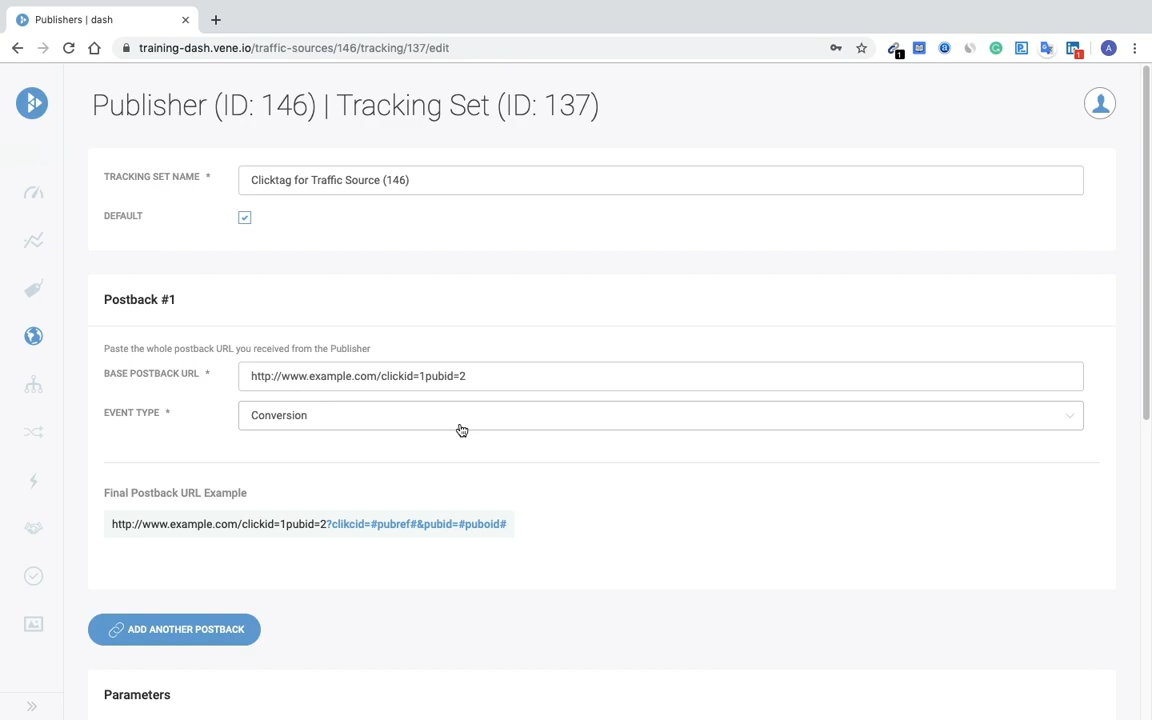 Publishers | dash
training-dash.vene.io/traffic-sources/146/tracking/137/edit
1
1
A
Publisher (ID: 146) | Tracking Set (ID: 137)
TRACKING SET NAME *
Clicktag for Traffic Source (146)
DEFAULT
Postback #1
Paste the whole postback URL you received from the Publisher
BASE POSTBACK URL *
http://www.example.com/clickid=1pubid=2
EVENT TYPE *
Conversion
Final Postback URL Example
http://www.example.com/clickid=1pubid=2?clikcid=#pubref#&pubid=#puboid#
ADD ANOTHER POSTBACK
Parameters